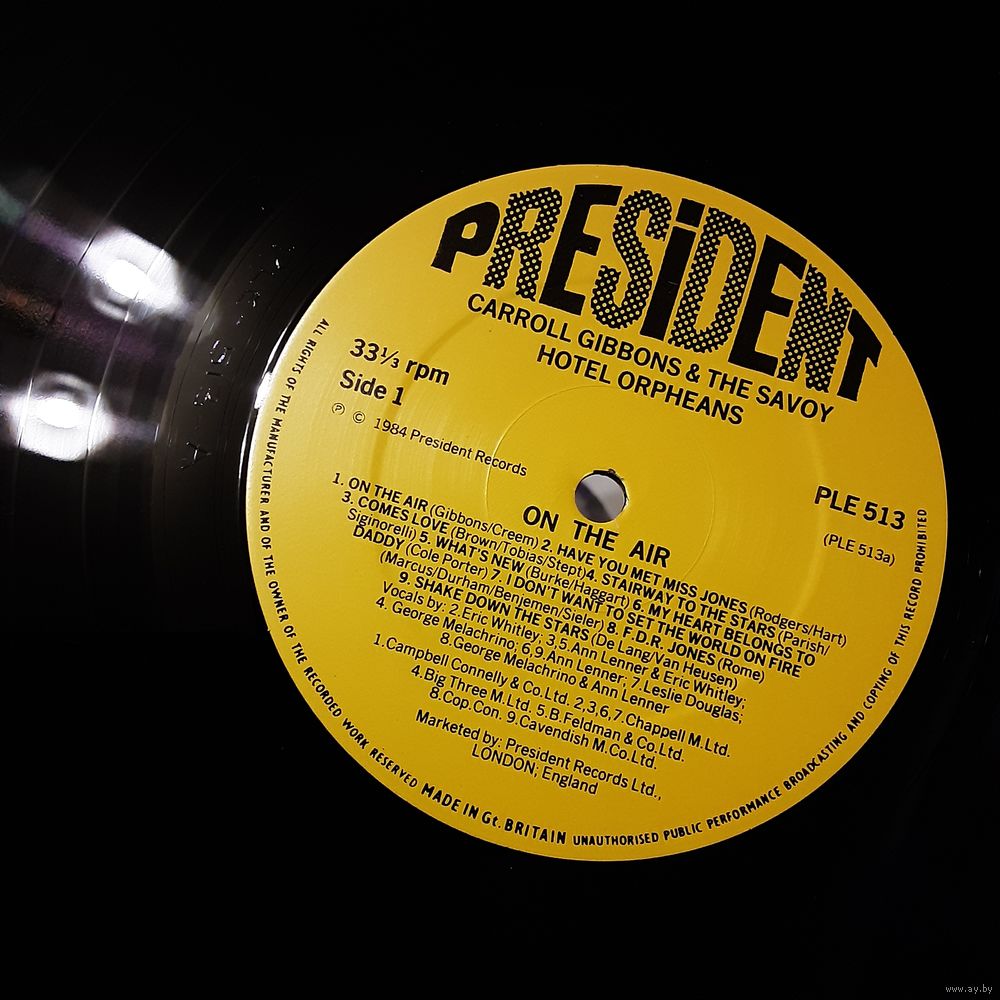 PRESiDENT
CARROLL GIBBONS & THE SAVOY
HOTEL ORPHEANS
33⅓ rpm
Side 1
Ⓟ © 1984 President Records
PLE 513
(PLE 513a)
ON THE AIR
1. ON THE AIR (Gibbons/Creem) 2. HAVE YOU MET MISS JONES (Rodgers/Hart)
3. COMES LOVE (Brown/Tobias/Stept) 4. STAIRWAY TO THE STARS (Parish/
Siginorelli) 5. WHAT'S NEW (Burke/Haggart) 6. MY HEART BELONGS TO
DADDY (Cole Porter) 7. I DON'T WANT TO SET THE WORLD ON FIRE
(Marcus/Durham/Benjemen/Sieler) 8. F.D.R. JONES (Rome)
9. SHAKE DOWN THE STARS (De Lang/Van Heusen)
Vocals by: 2. Eric Whitley; 3,5. Ann Lenner & Eric Whitley;
4. George Melachrino; 6,9. Ann Lenner; 7. Leslie Douglas;
8. George Melachrino & Ann Lenner
1. Campbell Connelly & Co. Ltd. 2,3,6,7. Chappell M. Ltd.
4. Big Three M. Ltd. 5. B. Feldman & Co. Ltd.
8. Cop. Con. 9. Cavendish M. Co. Ltd.
Marketed by: President Records Ltd.,
LONDON; England
ALL RIGHTS OF THE MANUFACTURER AND OF THE OWNER OF THE RECORDED WORK RESERVED MADE IN Gt. BRITAIN UNAUTHORISED PUBLIC PERFORMANCE BROADCASTING AND COPYING OF THIS RECORD PROHIBITED
www.ay.by